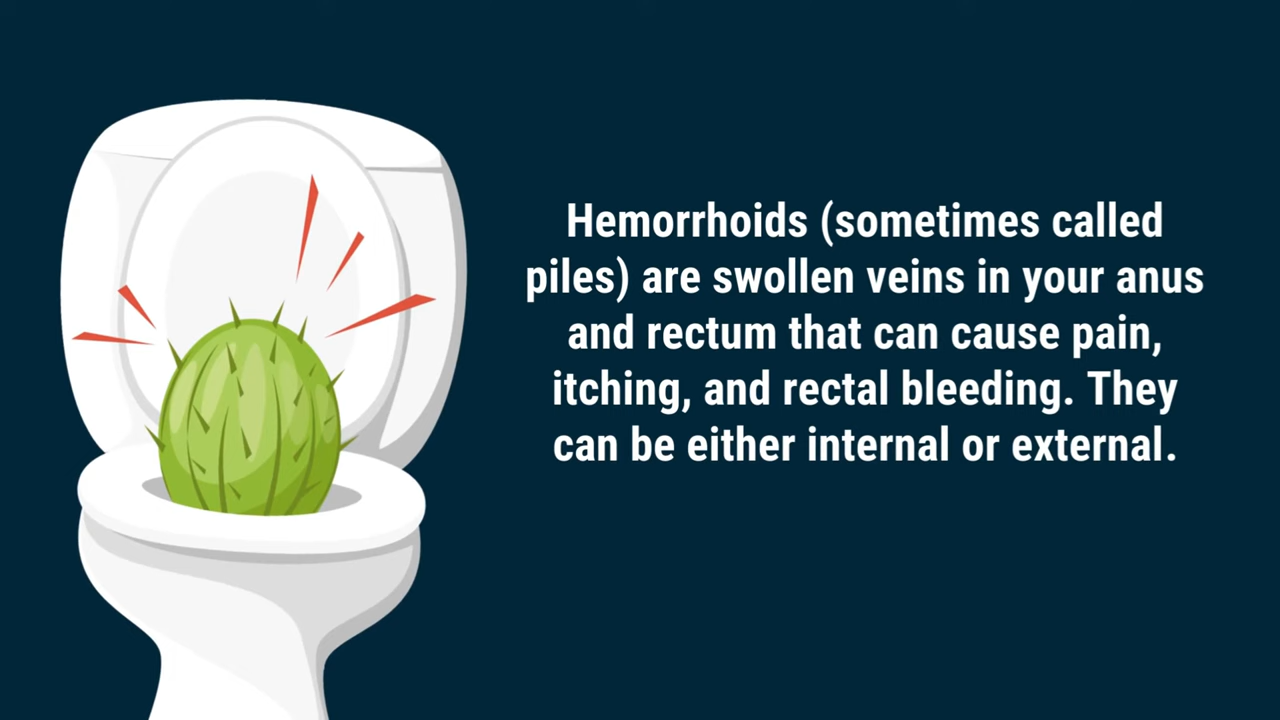 Hemorrhoids (sometimes called
piles) are swollen veins in your anus
and rectum that can cause pain,
itching, and rectal bleeding. They
can be either internal or external.